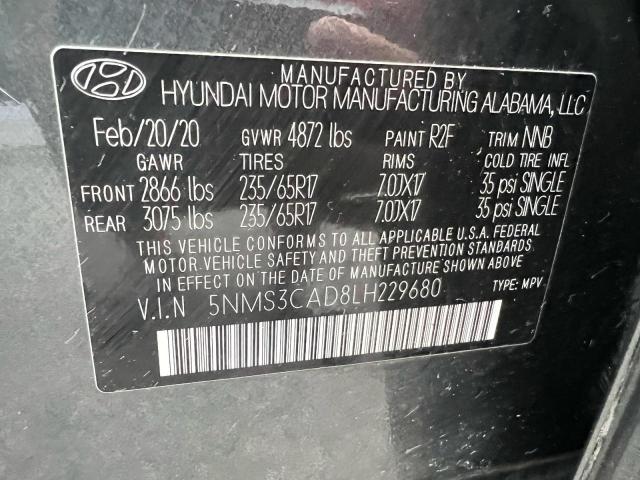 MANUFACTURED BY
HYUNDAI MOTOR MANUFACTURING ALABAMA, LLC
Feb/20/20 GVWR 4872 lbs PAINT R2F TRIM NNB
GAWR TIRES RIMS COLD TIRE INFL
FRONT 2866 lbs 235/65R17 7.0JX17 35 psi SINGLE
REAR 3075 lbs 235/65R17 7.0JX17 35 psi SINGLE
THIS VEHICLE CONFORMS TO ALL APPLICABLE U.S.A. FEDERAL
MOTOR VEHICLE SAFETY AND THEFT PREVENTION STANDARDS
IN EFFECT ON THE DATE OF MANUFACTURE SHOWN ABOVE.
V.I.N 5NMS3CAD8LH229680 TYPE: MPV